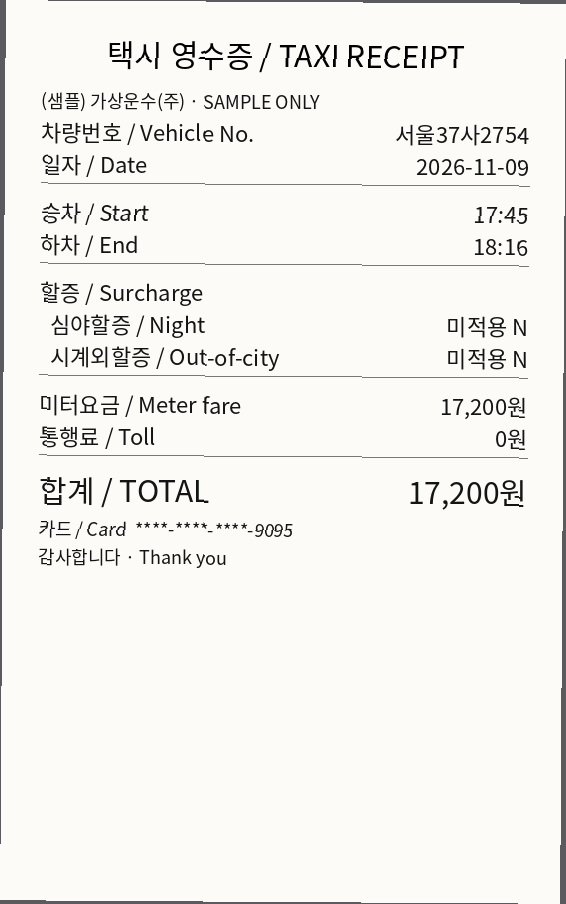 택시 영수증 / TAXI RECEIPT
(샘플) 가상운수(주) · SAMPLE ONLY
차량번호 / Vehicle No. 서울37사2754
일자 / Date 2026-11-09
승차 / Start 17:45
하차 / End 18:16
할증 / Surcharge
심야할증 / Night 미적용 N
시계외할증 / Out-of-city 미적용 N
미터요금 / Meter fare 17,200원
통행료 / Toll 0원
합계 / TOTAL 17,200원
카드 / Card ****-****-****-9095
감사합니다 · Thank you